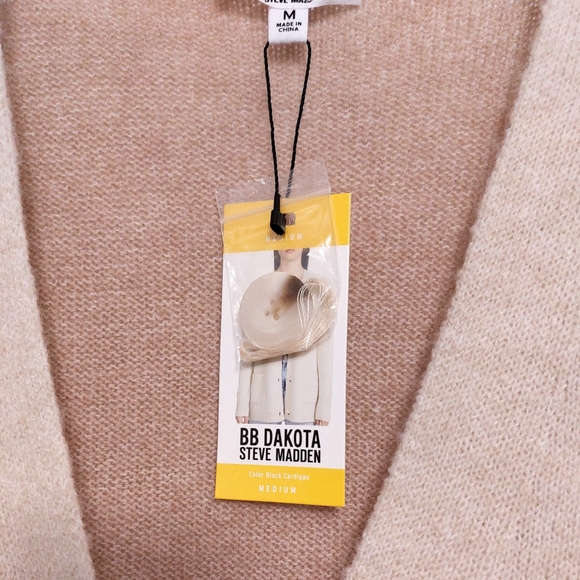 STEVE MADDEN
M
MADE IN
CHINA
MEDIUM
BB DAKOTA
STEVE MADDEN
Color Block Cardigan
MEDIUM